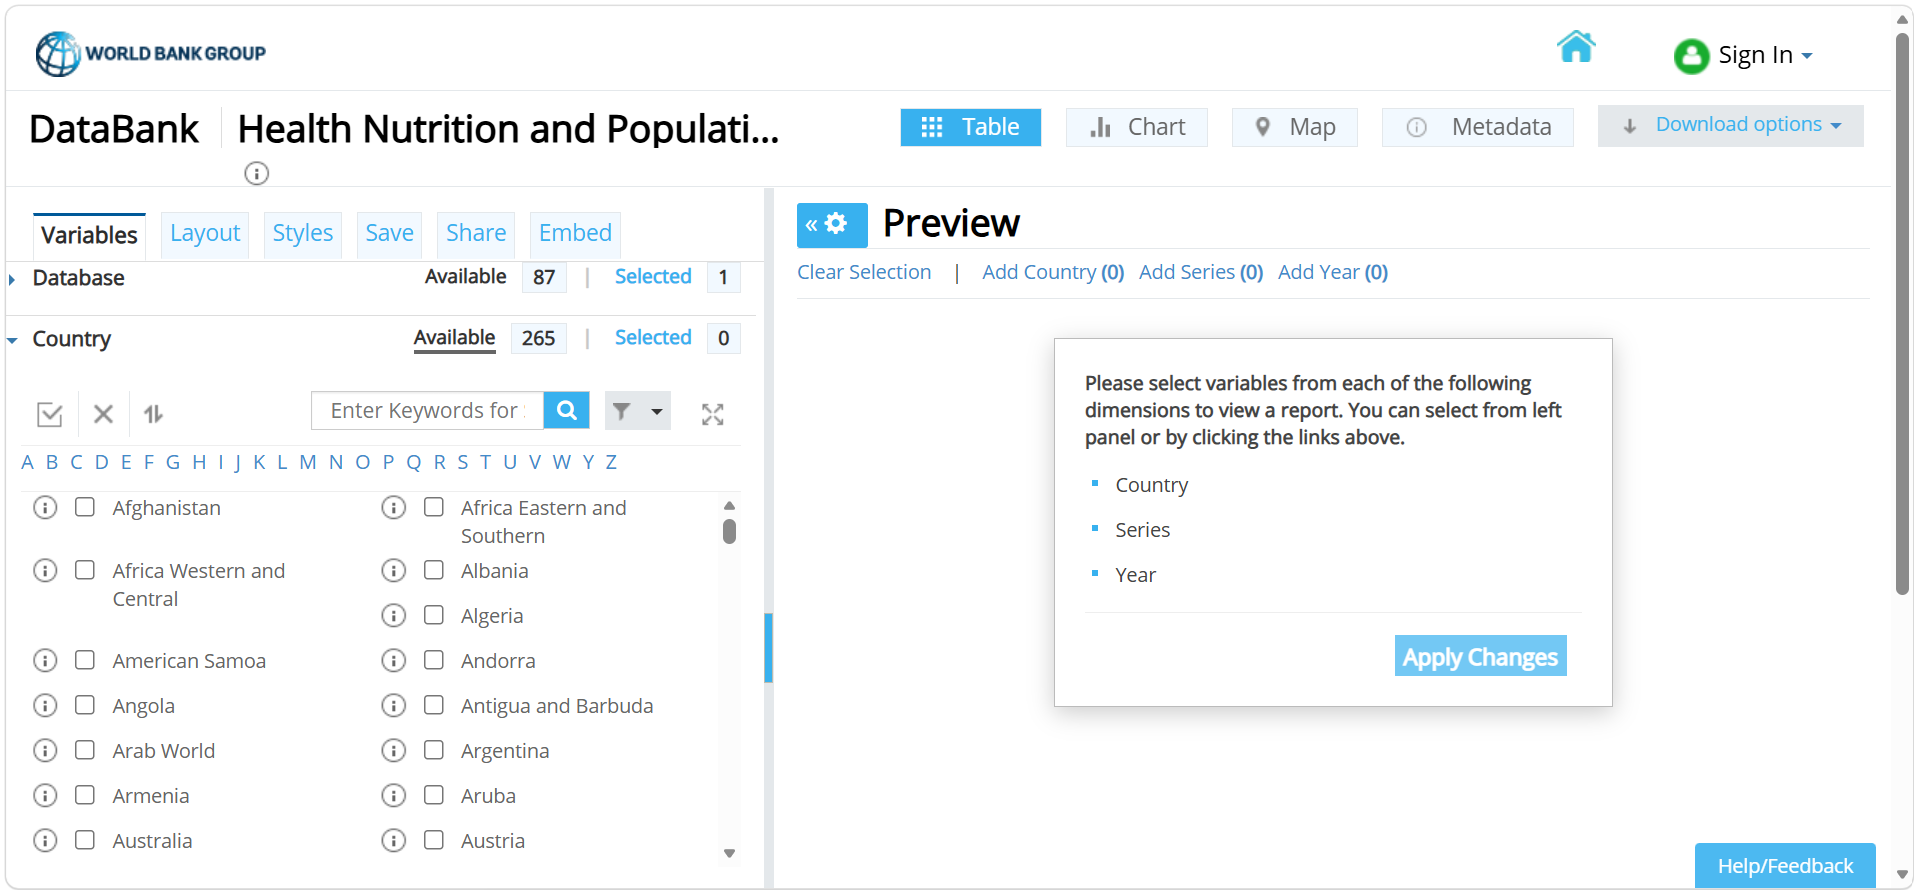 WORLD BANK GROUP
Sign In
DataBank
Health Nutrition and Populati...
Table
Chart
Map
Metadata
Download options
Variables
Layout
Styles
Save
Share
Embed
Database
Available 87 | Selected 1
Country
Available 265 | Selected 0
Enter Keywords for
A B C D E F G H I J K L M N O P Q R S T U V W Y Z
Afghanistan
Africa Eastern and
Southern
Africa Western and
Central
Albania
Algeria
American Samoa
Andorra
Angola
Antigua and Barbuda
Arab World
Argentina
Armenia
Aruba
Australia
Austria
« Preview
Clear Selection | Add Country (0) Add Series (0) Add Year (0)
Please select variables from each of the following
dimensions to view a report. You can select from left
panel or by clicking the links above.
Country
Series
Year
Apply Changes
Help/Feedback